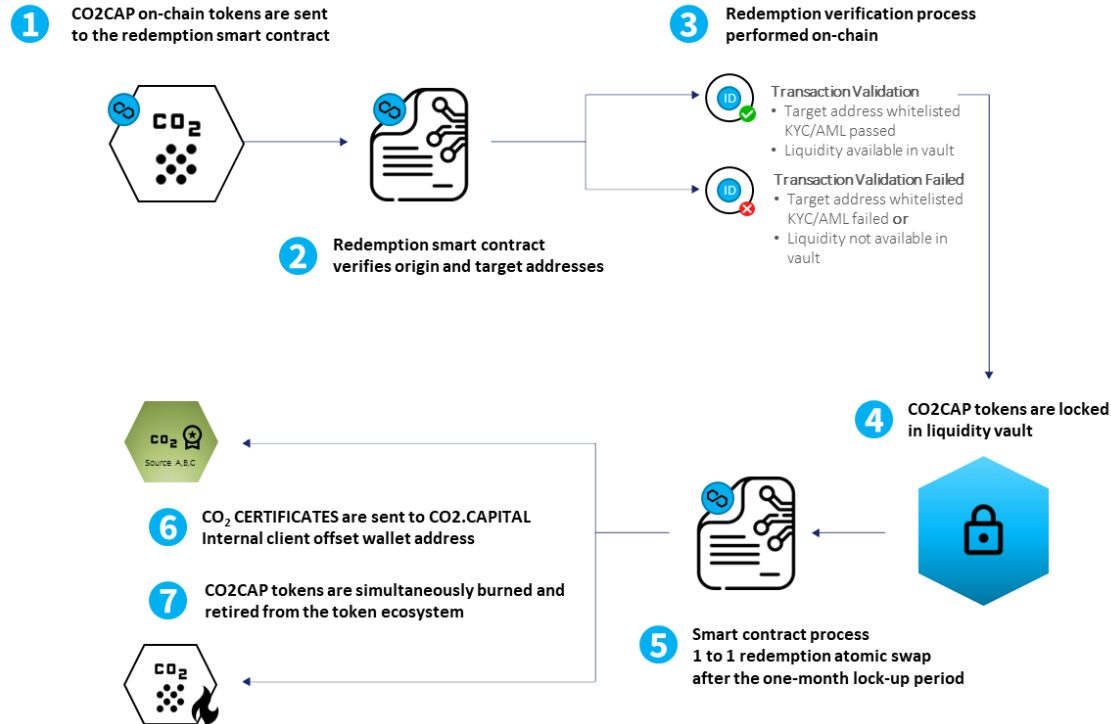 1
CO2CAP on-chain tokens are sent
to the redemption smart contract
3
Redemption verification process
performed on-chain
CO2
ID
Transaction Validation
• Target address whitelisted
KYC/AML passed
• Liquidity available in vault
ID
Transaction Validation Failed
• Target address whitelisted
KYC/AML failed or
• Liquidity not available in
vault
2
Redemption smart contract
verifies origin and target addresses
4
CO2CAP tokens are locked
in liquidity vault
CO2
Source A,B,C
6
CO₂ CERTIFICATES are sent to CO2.CAPITAL
Internal client offset wallet address
7
CO2CAP tokens are simultaneously burned and
retired from the token ecosystem
5
Smart contract process
1 to 1 redemption atomic swap
after the one-month lock-up period
CO2